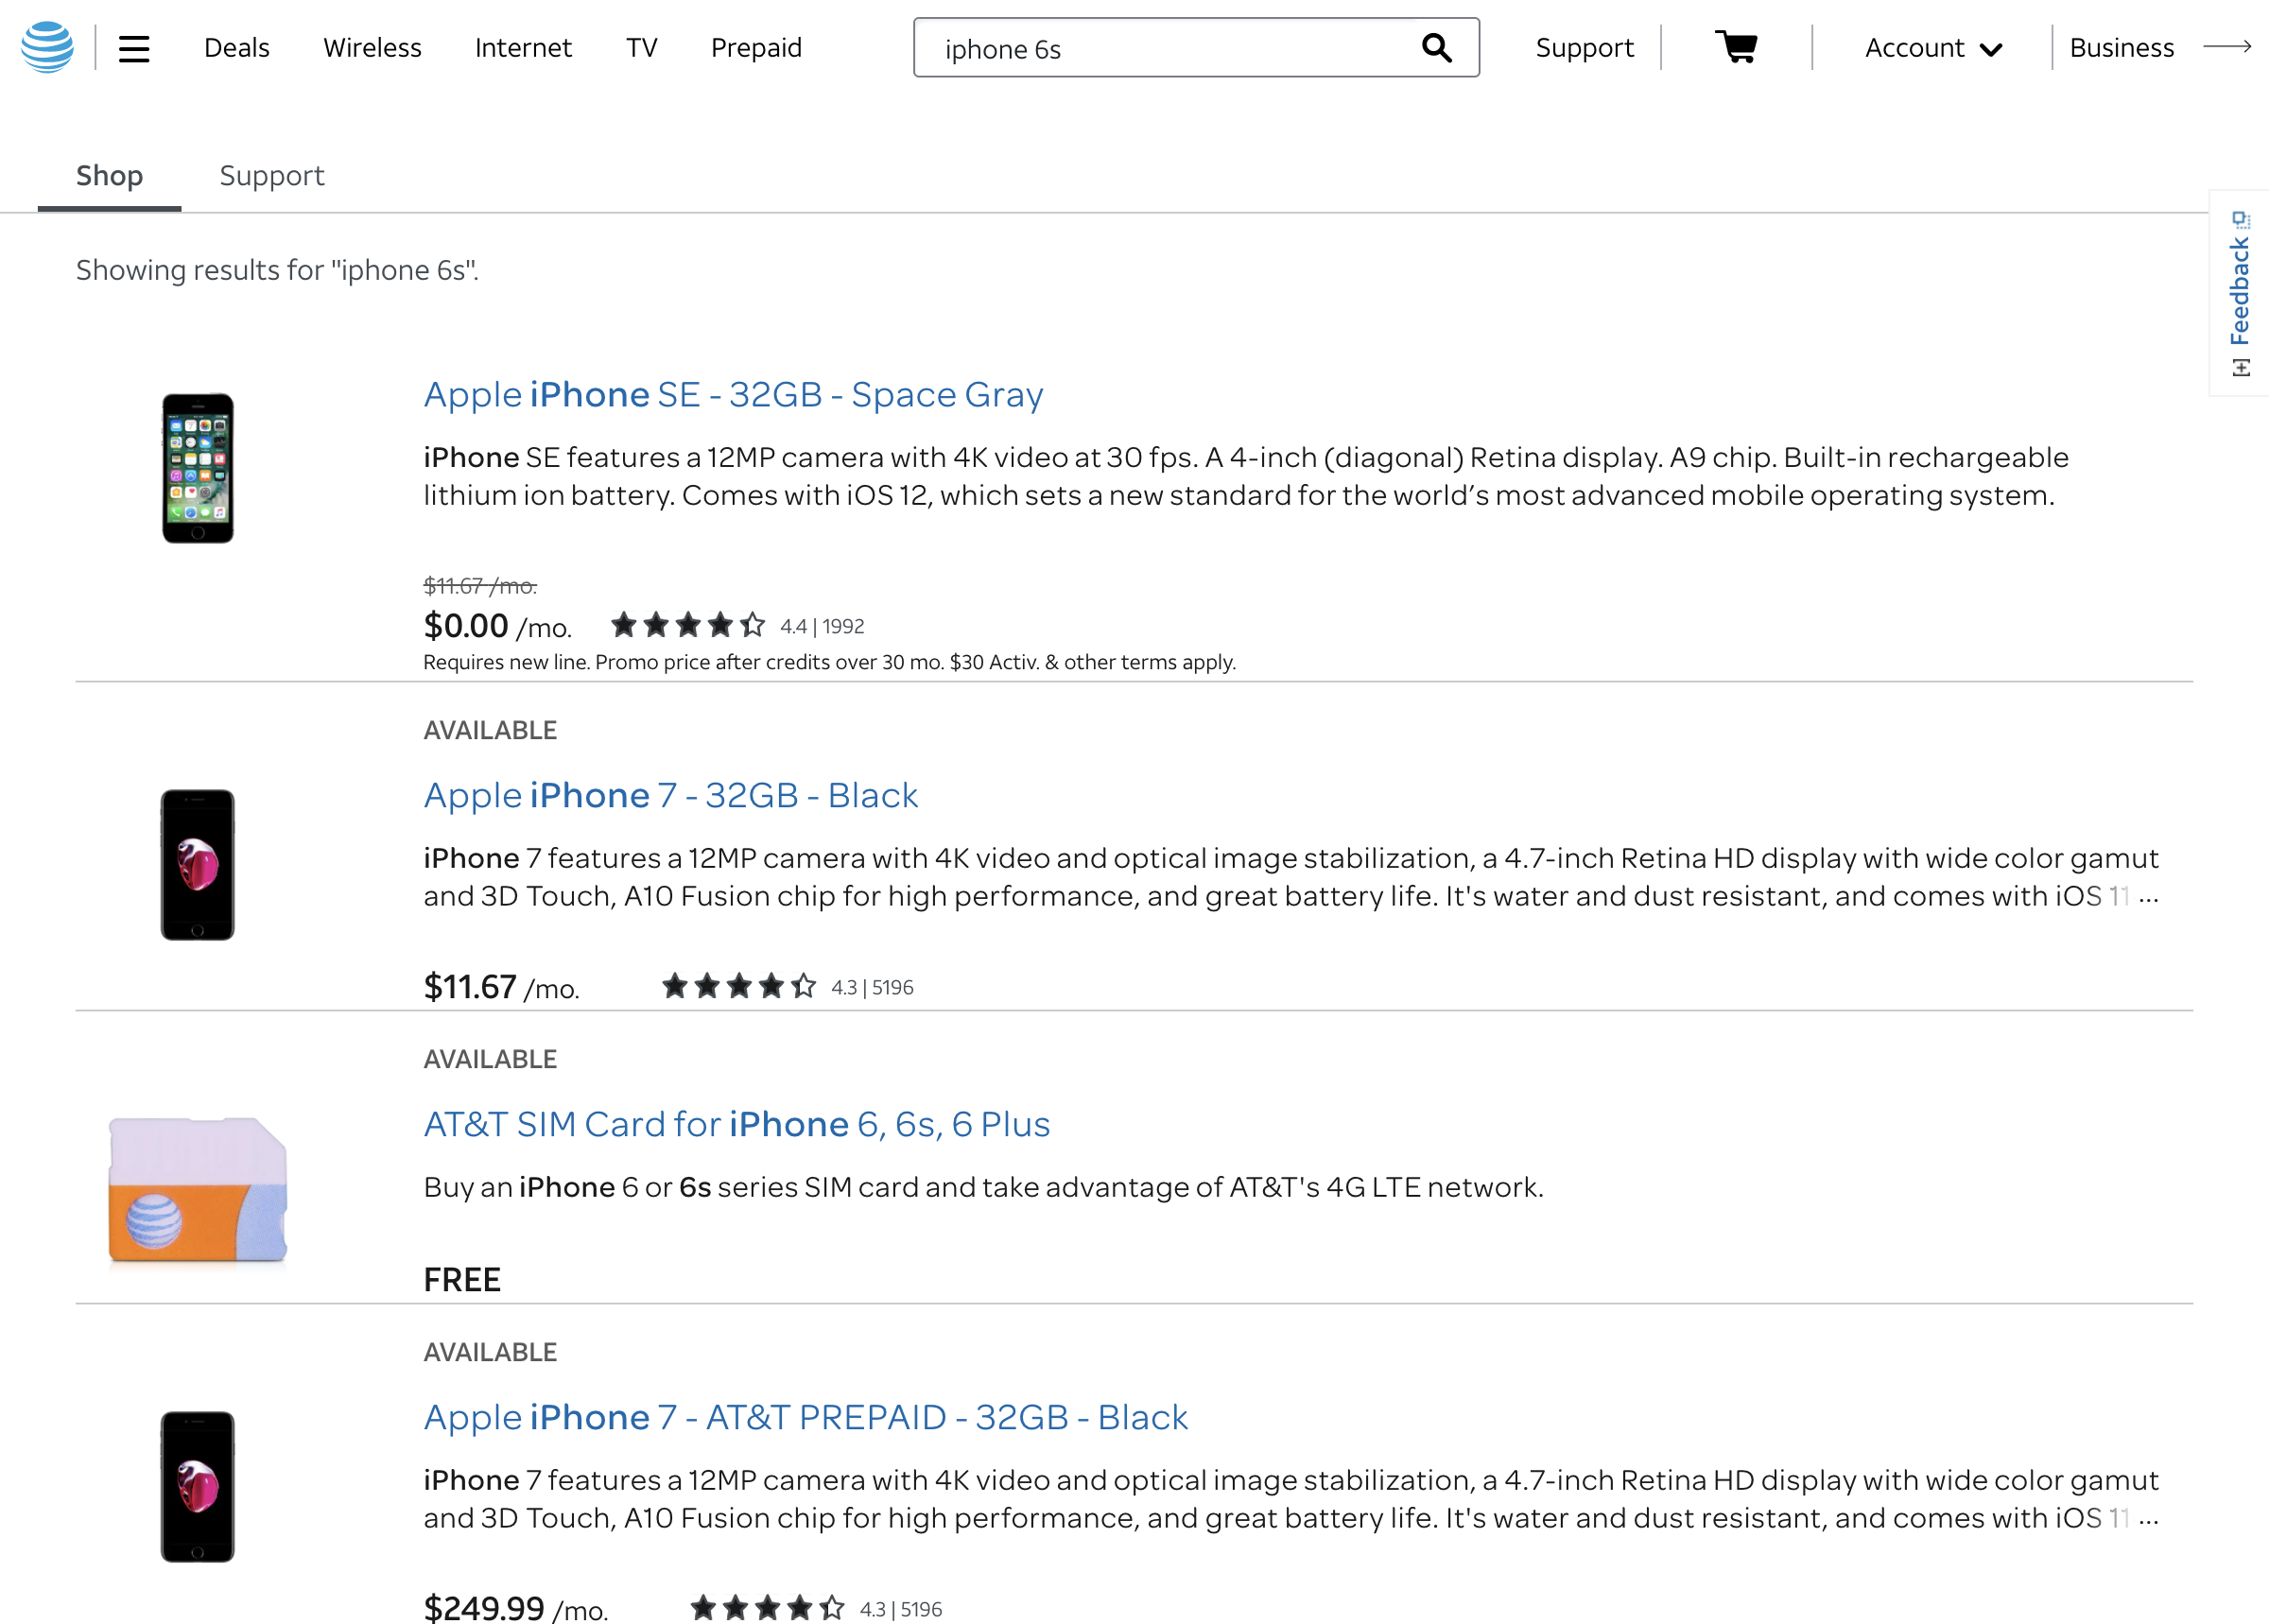 Deals Wireless Internet TV Prepaid iphone 6s Support Account Business
Shop Support
Feedback
Showing results for "iphone 6s".
Apple iPhone SE - 32GB - Space Gray
iPhone SE features a 12MP camera with 4K video at 30 fps. A 4-inch (diagonal) Retina display. A9 chip. Built-in rechargeable
lithium ion battery. Comes with iOS 12, which sets a new standard for the world’s most advanced mobile operating system.
$11.67 /mo.
$0.00 /mo. 4.4 | 1992
Requires new line. Promo price after credits over 30 mo. $30 Activ. & other terms apply.
AVAILABLE
Apple iPhone 7 - 32GB - Black
iPhone 7 features a 12MP camera with 4K video and optical image stabilization, a 4.7-inch Retina HD display with wide color gamut
and 3D Touch, A10 Fusion chip for high performance, and great battery life. It's water and dust resistant, and comes with iOS 11 ...
$11.67 /mo. 4.3 | 5196
AVAILABLE
AT&T SIM Card for iPhone 6, 6s, 6 Plus
Buy an iPhone 6 or 6s series SIM card and take advantage of AT&T's 4G LTE network.
FREE
AVAILABLE
Apple iPhone 7 - AT&T PREPAID - 32GB - Black
iPhone 7 features a 12MP camera with 4K video and optical image stabilization, a 4.7-inch Retina HD display with wide color gamut
and 3D Touch, A10 Fusion chip for high performance, and great battery life. It's water and dust resistant, and comes with iOS 11 ...
$249.99 /mo. 4.3 | 5196